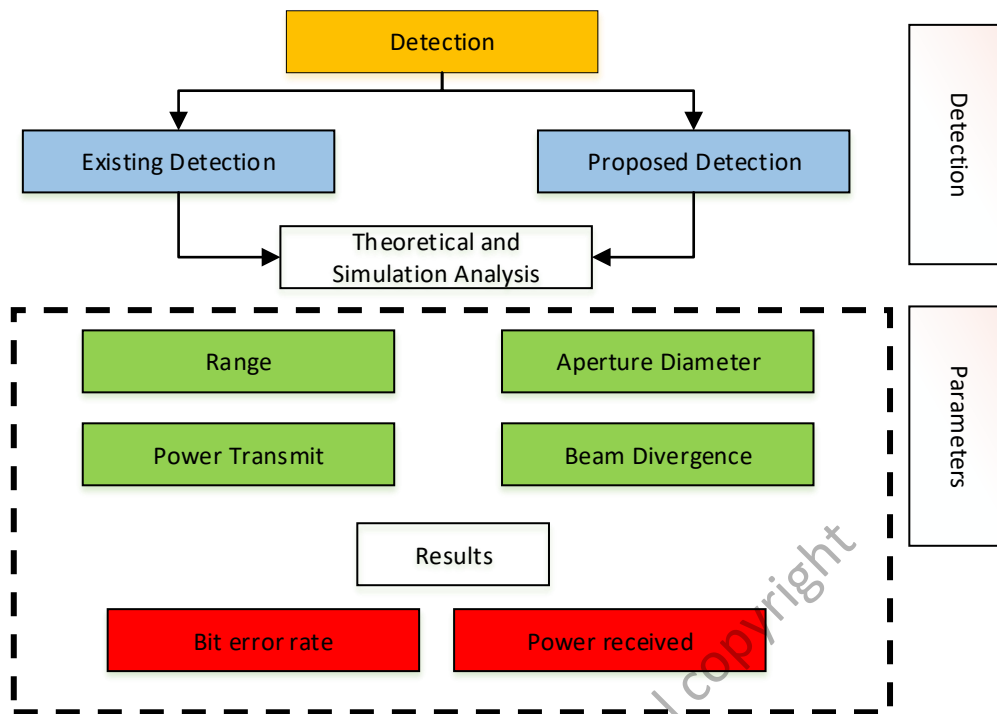 Detection
Existing Detection
Proposed Detection
Theoretical and
Simulation Analysis
Detection
Range
Aperture Diameter
Power Transmit
Beam Divergence
Parameters
Results
Bit error rate
Power received
copyright